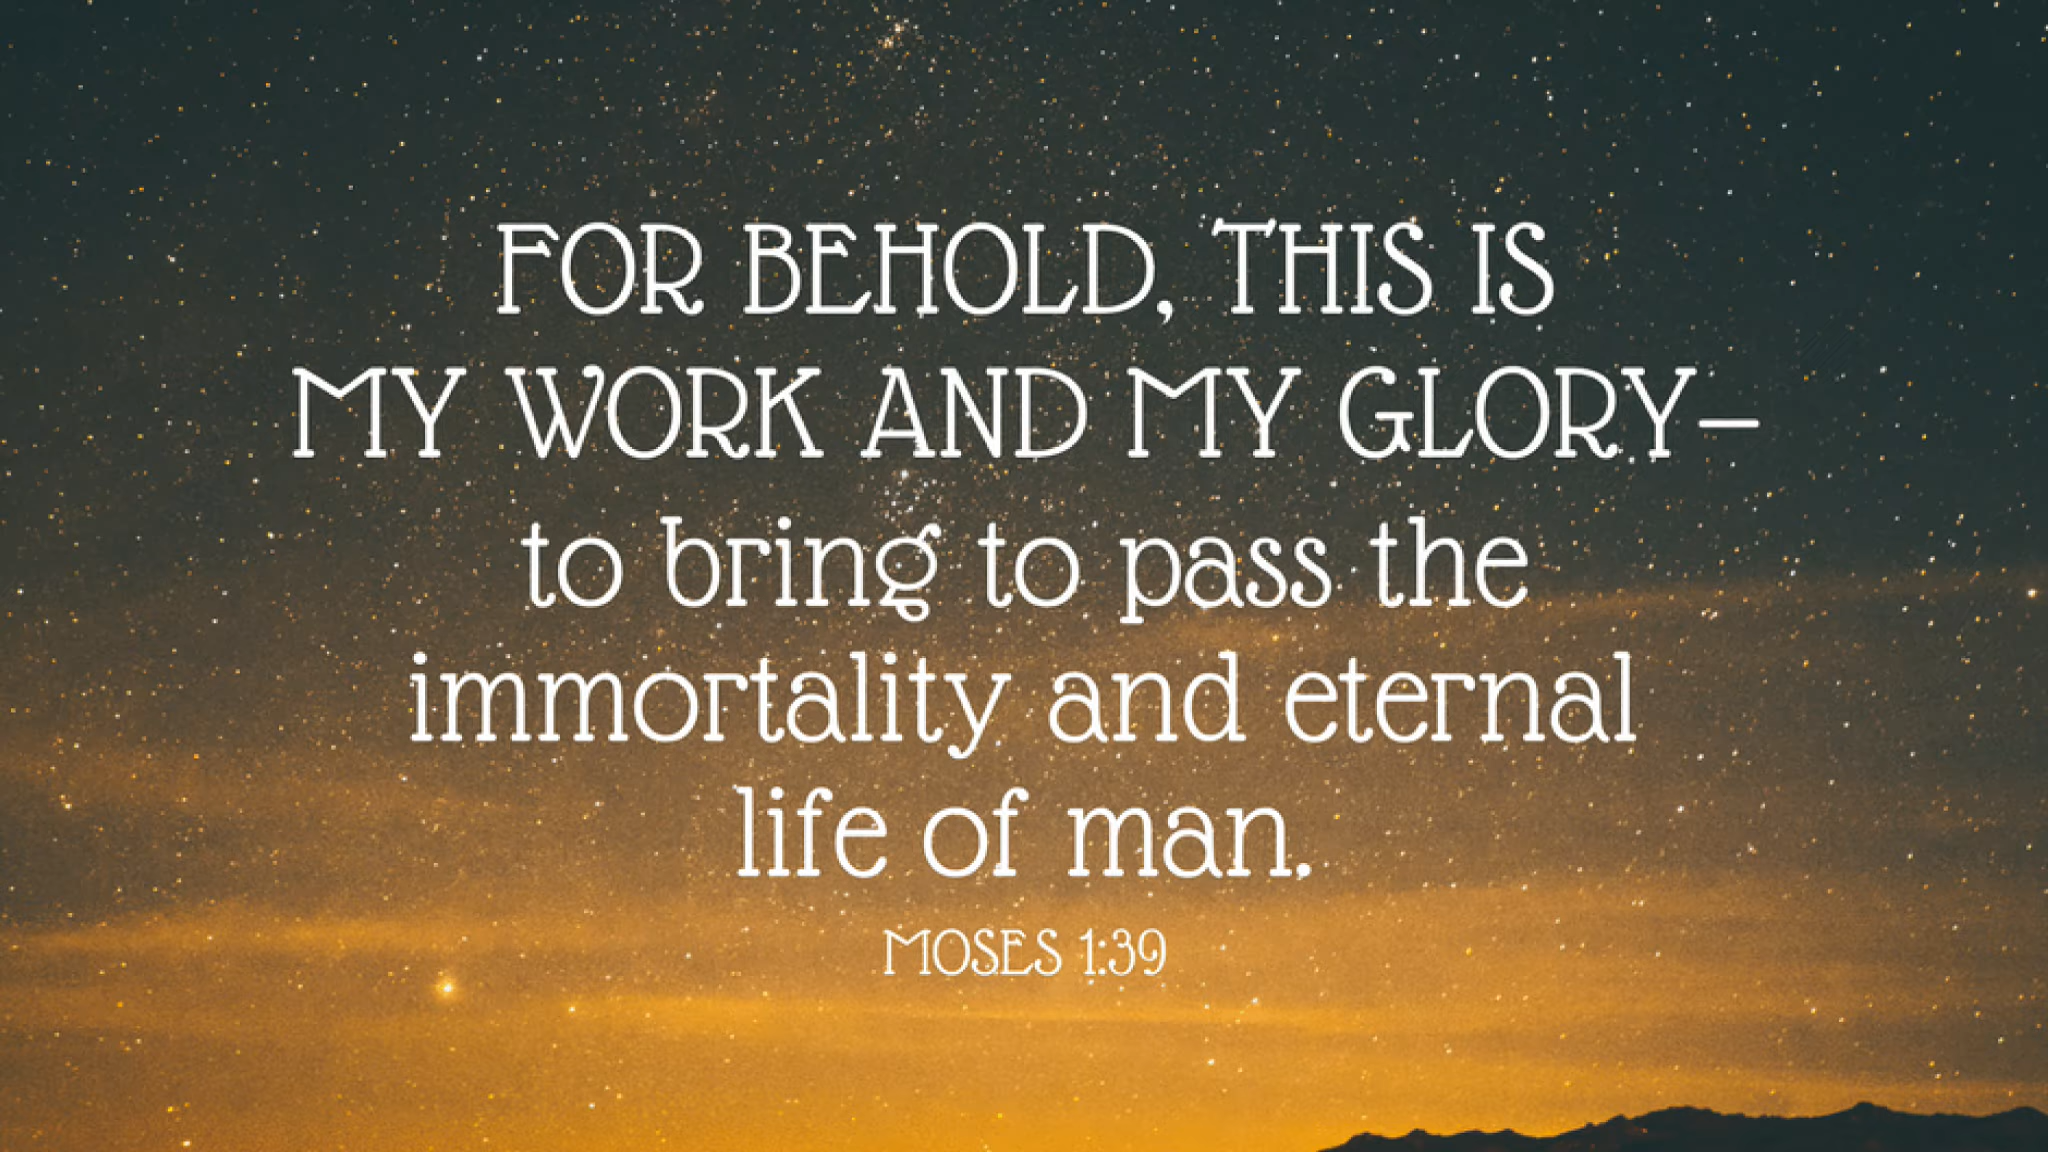 FOR BEHOLD, THIS IS
MY WORK AND MY GLORY—
to bring to pass the
immortality and eternal
life of man.
MOSES 1:39